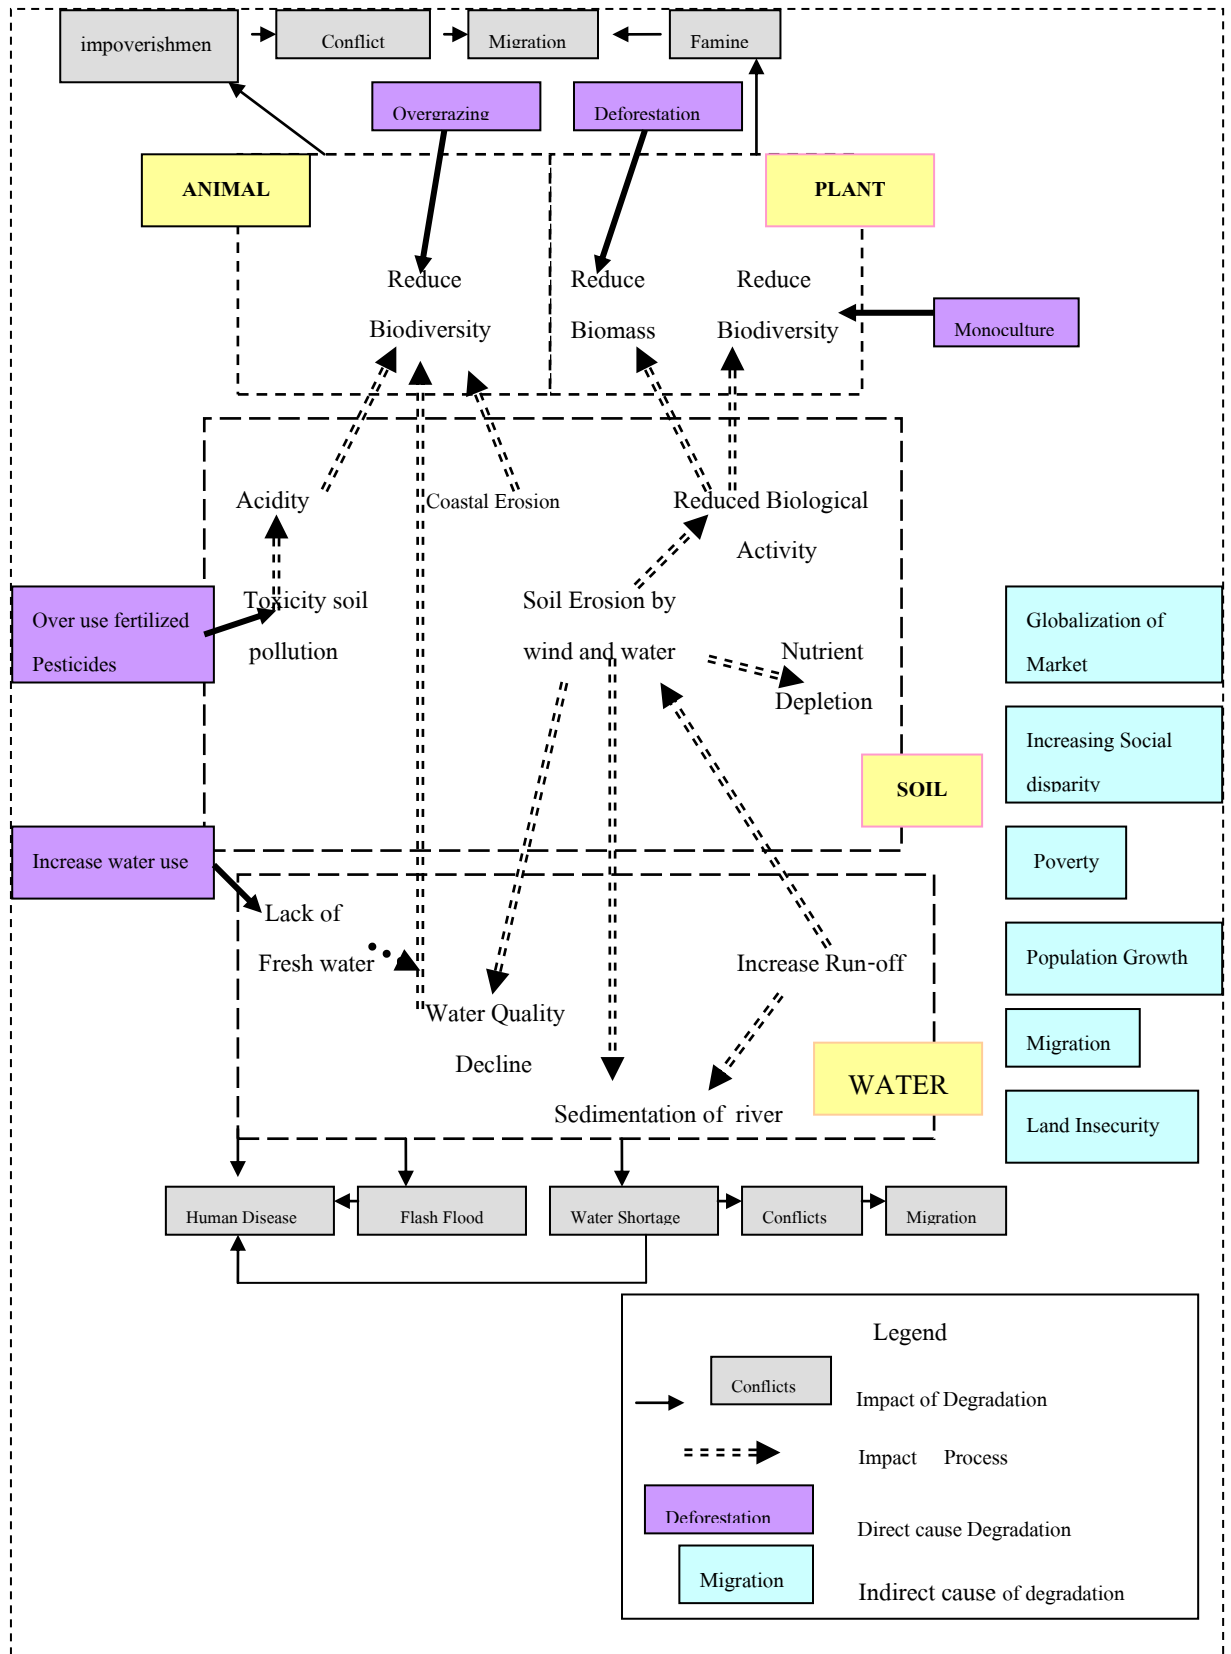 impoverishmen
Conflict
Migration
Famine
Overgrazing
Deforestation
ANIMAL
PLANT
Reduce
Biodiversity
Reduce
Biomass
Reduce
Biodiversity
Monoculture
Acidity
Coastal Erosion
Reduced Biological
Activity
Over use fertilized
Pesticides
Toxicity soil
pollution
Soil Erosion by
wind and water
Nutrient
Depletion
Globalization of
Market
Increasing Social
disparity
SOIL
Increase water use
Poverty
Lack of
Fresh water
Increase Run-off
Population Growth
Water Quality
Decline
Migration
WATER
Sedimentation of river
Land Insecurity
Human Disease
Flash Flood
Water Shortage
Conflicts
Migration
Legend
Conflicts
Impact of Degradation
Impact Process
Deforestation
Direct cause Degradation
Migration
Indirect cause of degradation